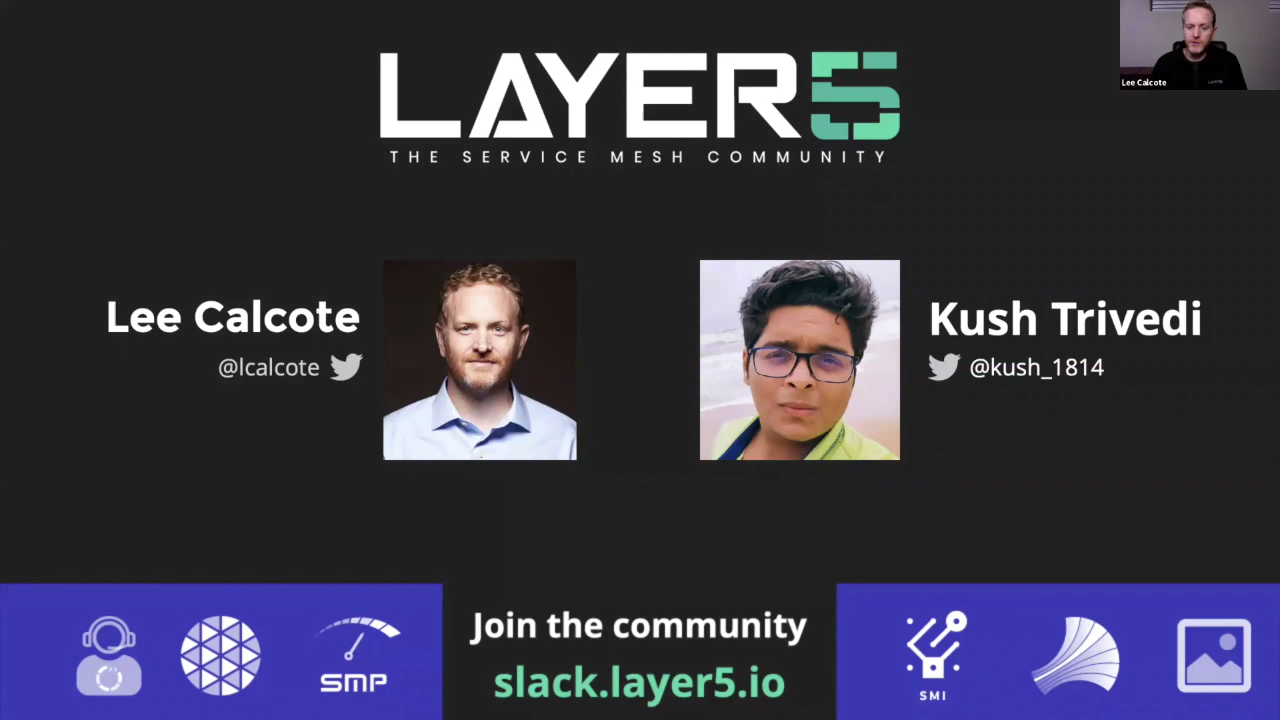 LAYER5
THE SERVICE MESH COMMUNITY
Lee Calcote
Lee Calcote
@lcalcote
Kush Trivedi
@kush_1814
SMP
Join the community
slack.layer5.io
SMI